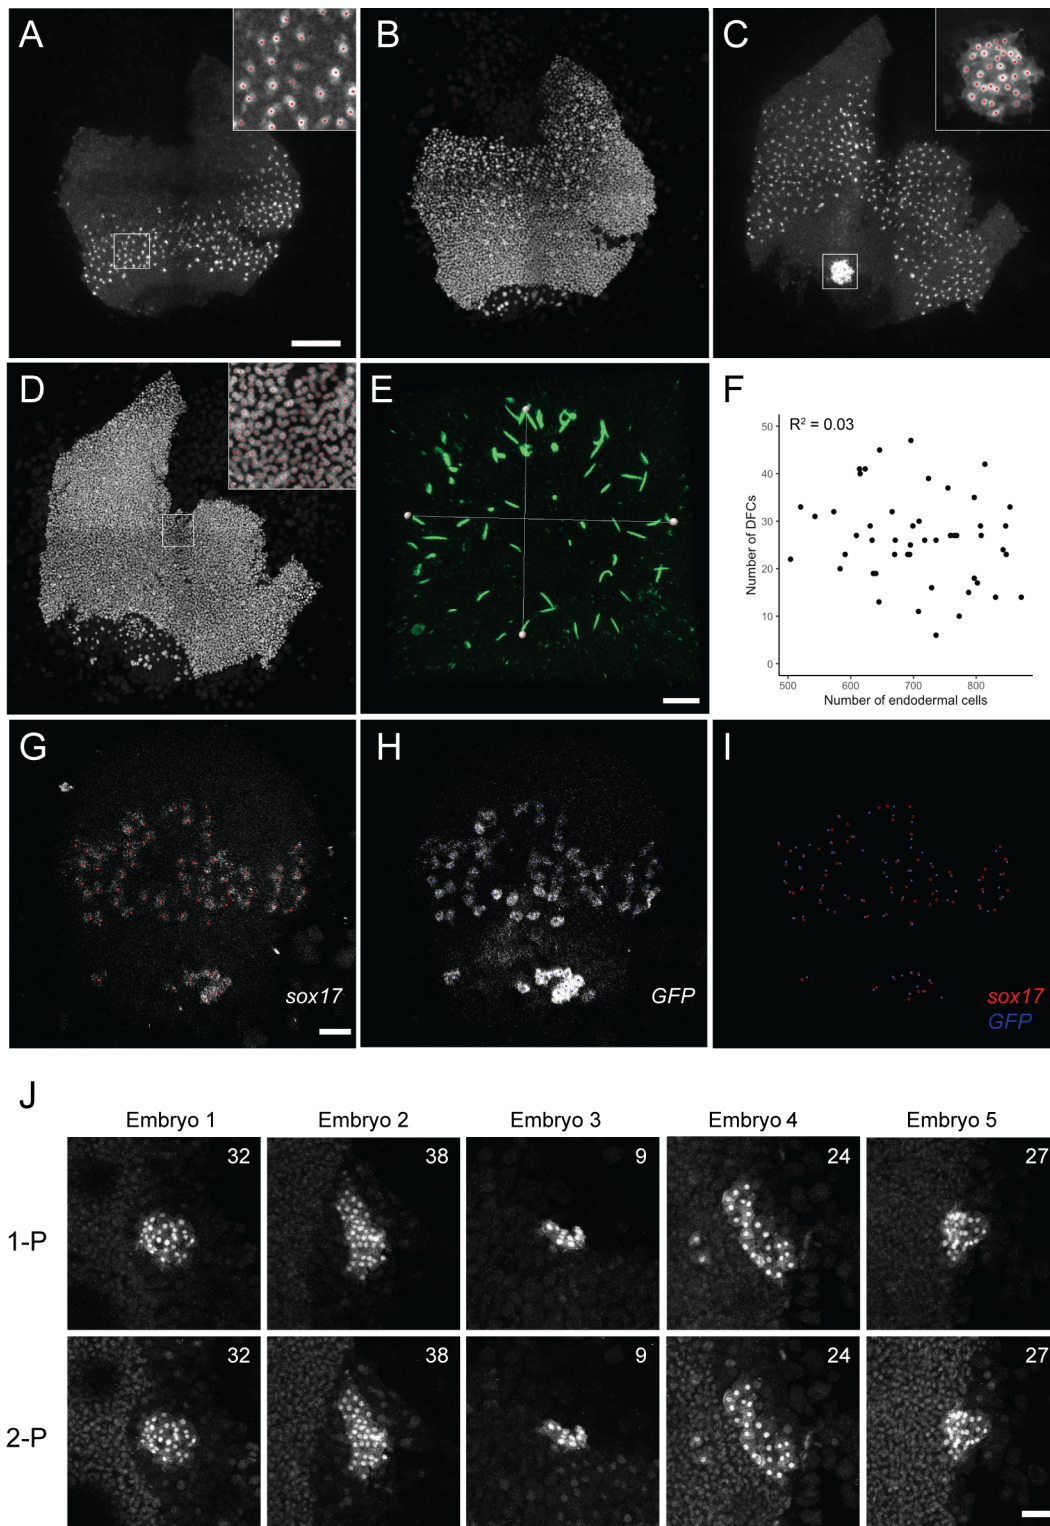 A
B
C
D
E
F
R² = 0.03
Number of DFCs
50
40
30
20
10
0
500
600
700
800
Number of endodermal cells
G
sox17
H
GFP
I
sox17
GFP
J
Embryo 1
Embryo 2
Embryo 3
Embryo 4
Embryo 5
1-P
32
38
9
24
27
2-P
32
38
9
24
27